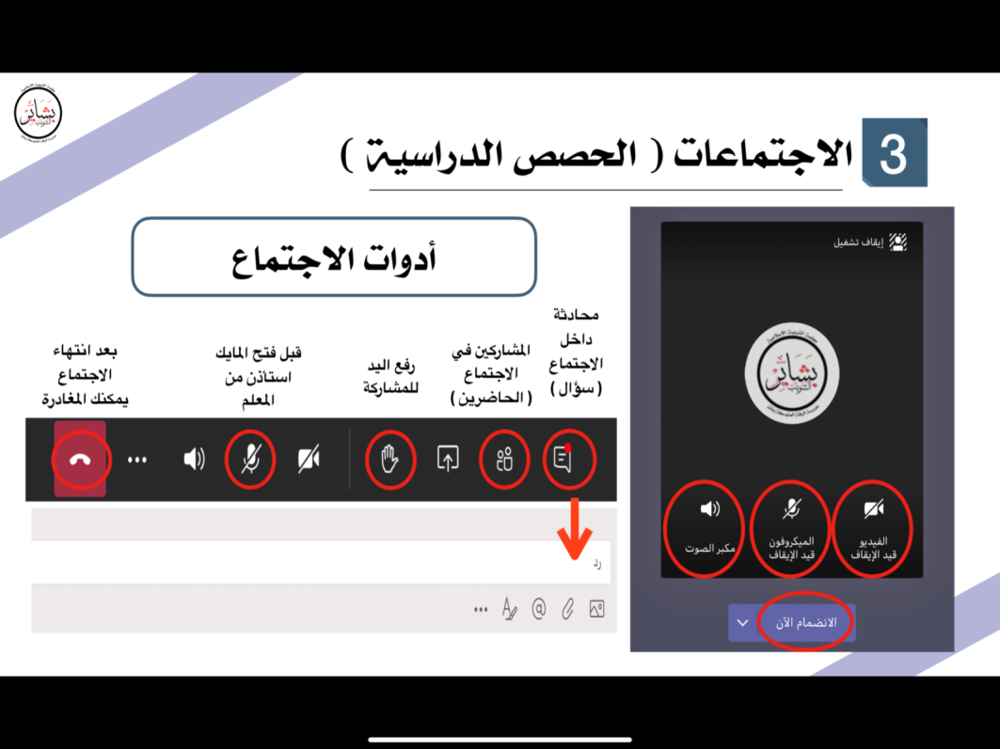 3
الاجتماعات ( الحصص الدراسية )
أدوات الاجتماع
إيقاف تشغيل
بشاير
الفيديو
قيد الإيقاف
الميكروفون
قيد الإيقاف
مكبر الصوت
الانضمام الآن
محادثة
داخل
الاجتماع
( سؤال )
المشاركين في
الاجتماع
( الحاضرين )
رفع اليد
للمشاركة
قبل فتح المايك
استأذن من
المعلم
بعد انتهاء
الاجتماع
يمكنك المغادرة
رد